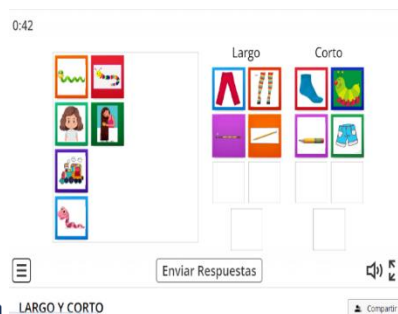 0:42
Largo Corto
Enviar Respuestas
LARGO Y CORTO
Compartir